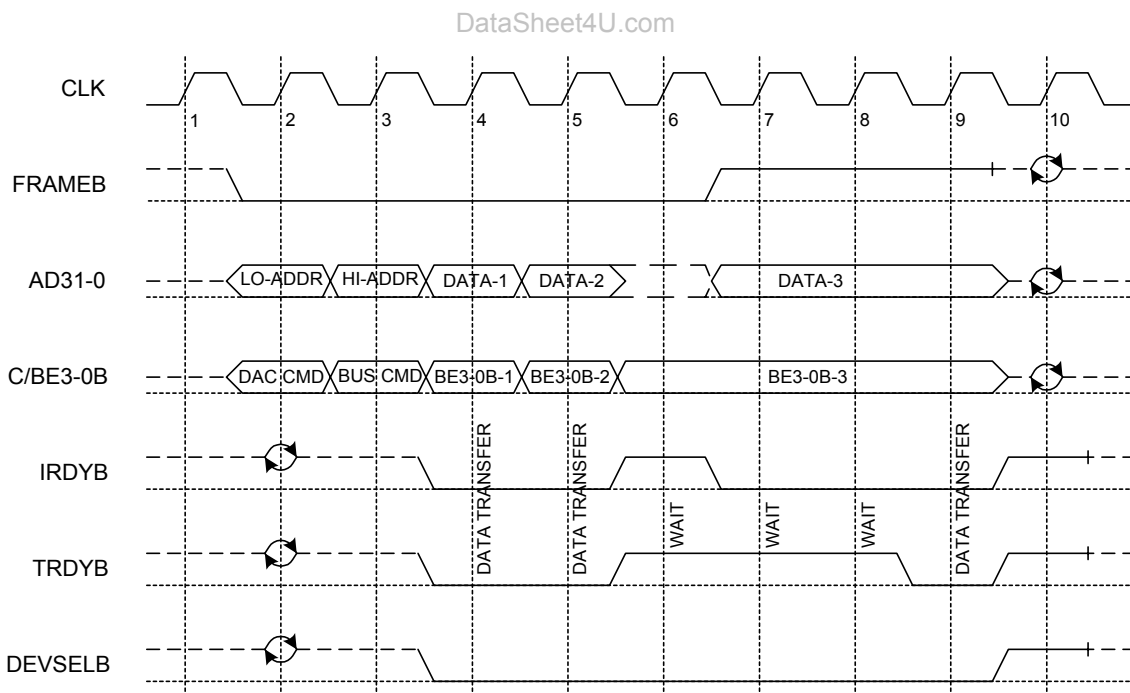 DataSheet4U.com
CLK
1 2 3 4 5 6 7 8 9 10
FRAMEB
AD31-0
LO-ADDR HI-ADDR DATA-1 DATA-2 DATA-3
C/BE3-0B
DAC CMD BUS CMD BE3-0B-1 BE3-0B-2 BE3-0B-3
IRDYB
DATA TRANSFER
DATA TRANSFER
WAIT
WAIT
WAIT
DATA TRANSFER
TRDYB
DEVSELB